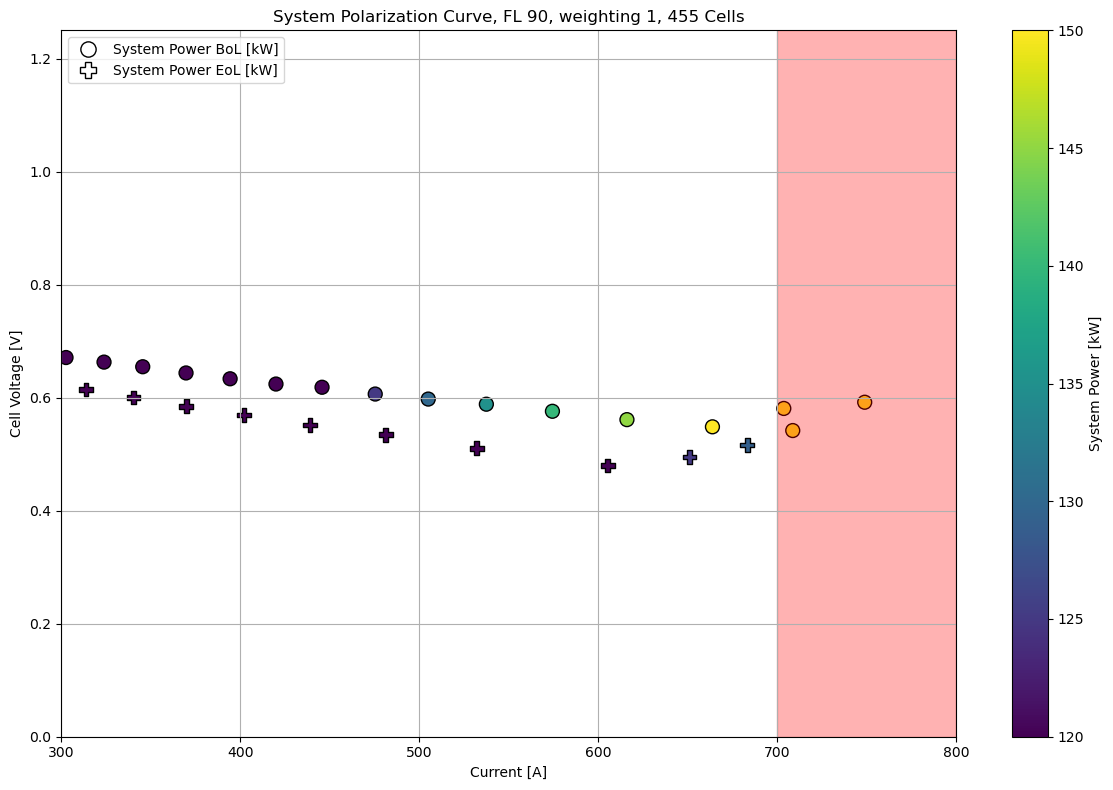 System Polarization Curve, FL 90, weighting 1, 455 Cells
System Power BoL [kW]
System Power EoL [kW]
Cell Voltage [V]
1.2
1.0
0.8
0.6
0.4
0.2
0.0
300 400 500 600 700 800
Current [A]
150
145
140
135
130
125
120
System Power [kW]